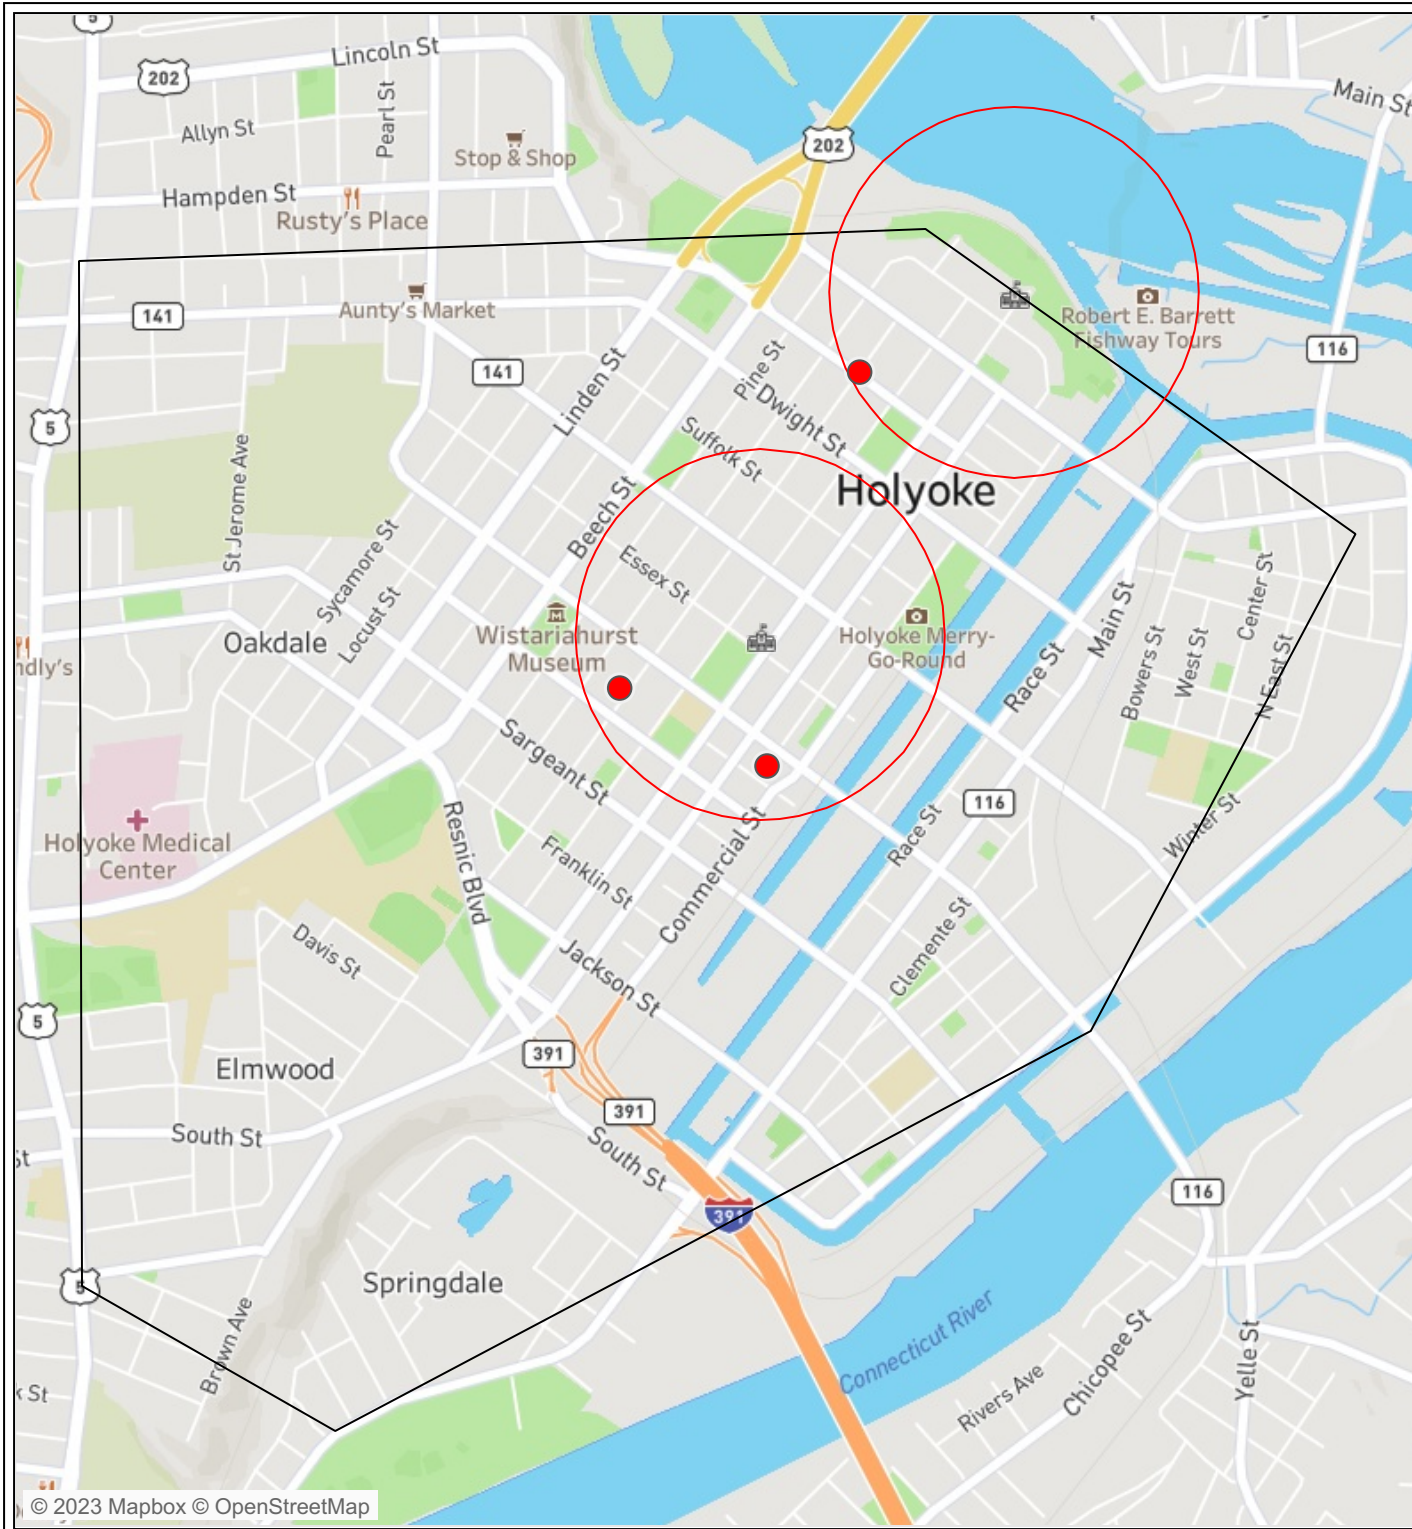 5
Lincoln St
202
Main St
Allyn St
Pearl St
Stop & Shop
202
Hampden St
Rusty's Place
Aunty's Market
141
Robert E. Barrett
Fishway Tours
116
141
Linden St
Pine St
Dwight St
5
Suffolk St
St Jerome Ave
Holyoke
Beech St
Sycamore St
Essex St
Locust St
Oakdale
Wistariahurst
Museum
Holyoke Merry-
Go-Round
Main St
Center St
Bowers St
West St
N East St
Race St
ndly's
Sargeant St
116
Holyoke Medical
Center
Resnic Blvd
Race St
Winter St
Franklin St
Commercial St
Davis St
Clemente St
Jackson St
5
391
Elmwood
391
South St
South St
St
116
391
5
Springdale
Connecticut River
Brown Ave
Chicopee St
Yelle St
Rivers Ave
k St
© 2023 Mapbox © OpenStreetMap